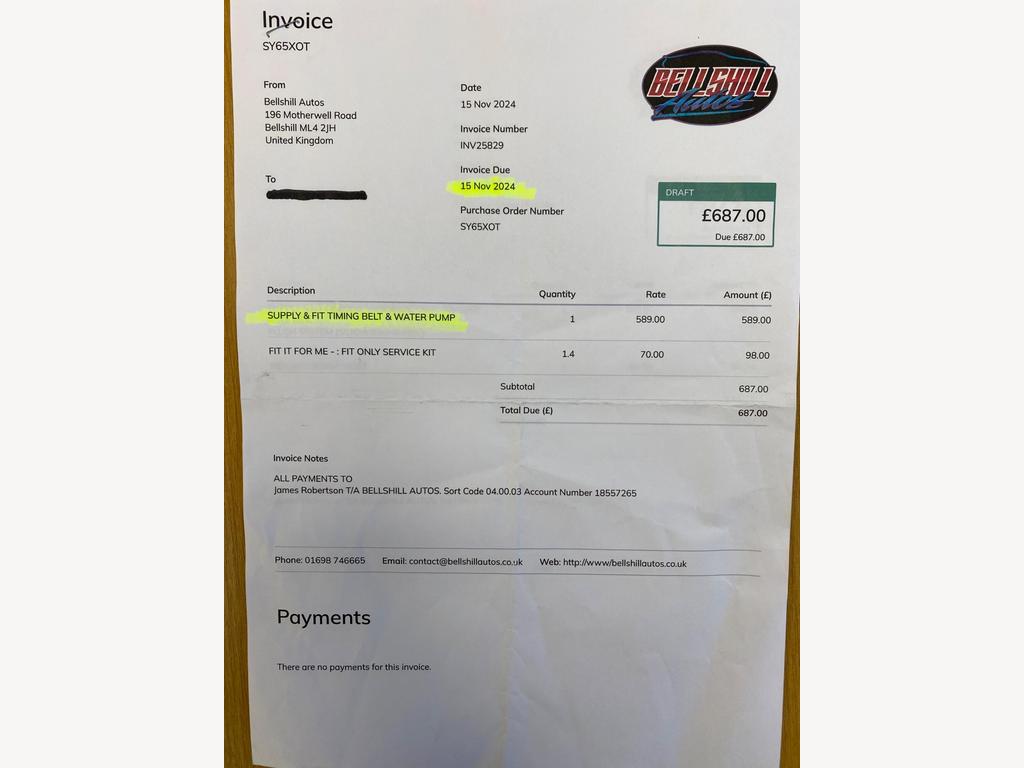 Invoice
SY65XOT
BELLSHILL
Autos
From
Bellshill Autos
196 Motherwell Road
Bellshill ML4 2JH
United Kingdom
To
Date
15 Nov 2024
Invoice Number
INV25829
Invoice Due
15 Nov 2024
Purchase Order Number
SY65XOT
DRAFT
£687.00
Due £687.00
Description Quantity Rate Amount (£)
SUPPLY & FIT TIMING BELT & WATER PUMP 1 589.00 589.00
FIT IT FOR ME - : FIT ONLY SERVICE KIT 1.4 70.00 98.00
Subtotal 687.00
Total Due (£) 687.00
Invoice Notes
ALL PAYMENTS TO
James Robertson T/A BELLSHILL AUTOS. Sort Code 04.00.03 Account Number 18557265
Phone: 01698 746665 Email: contact@bellshillautos.co.uk Web: http://www/bellshillautos.co.uk
Payments
There are no payments for this invoice.